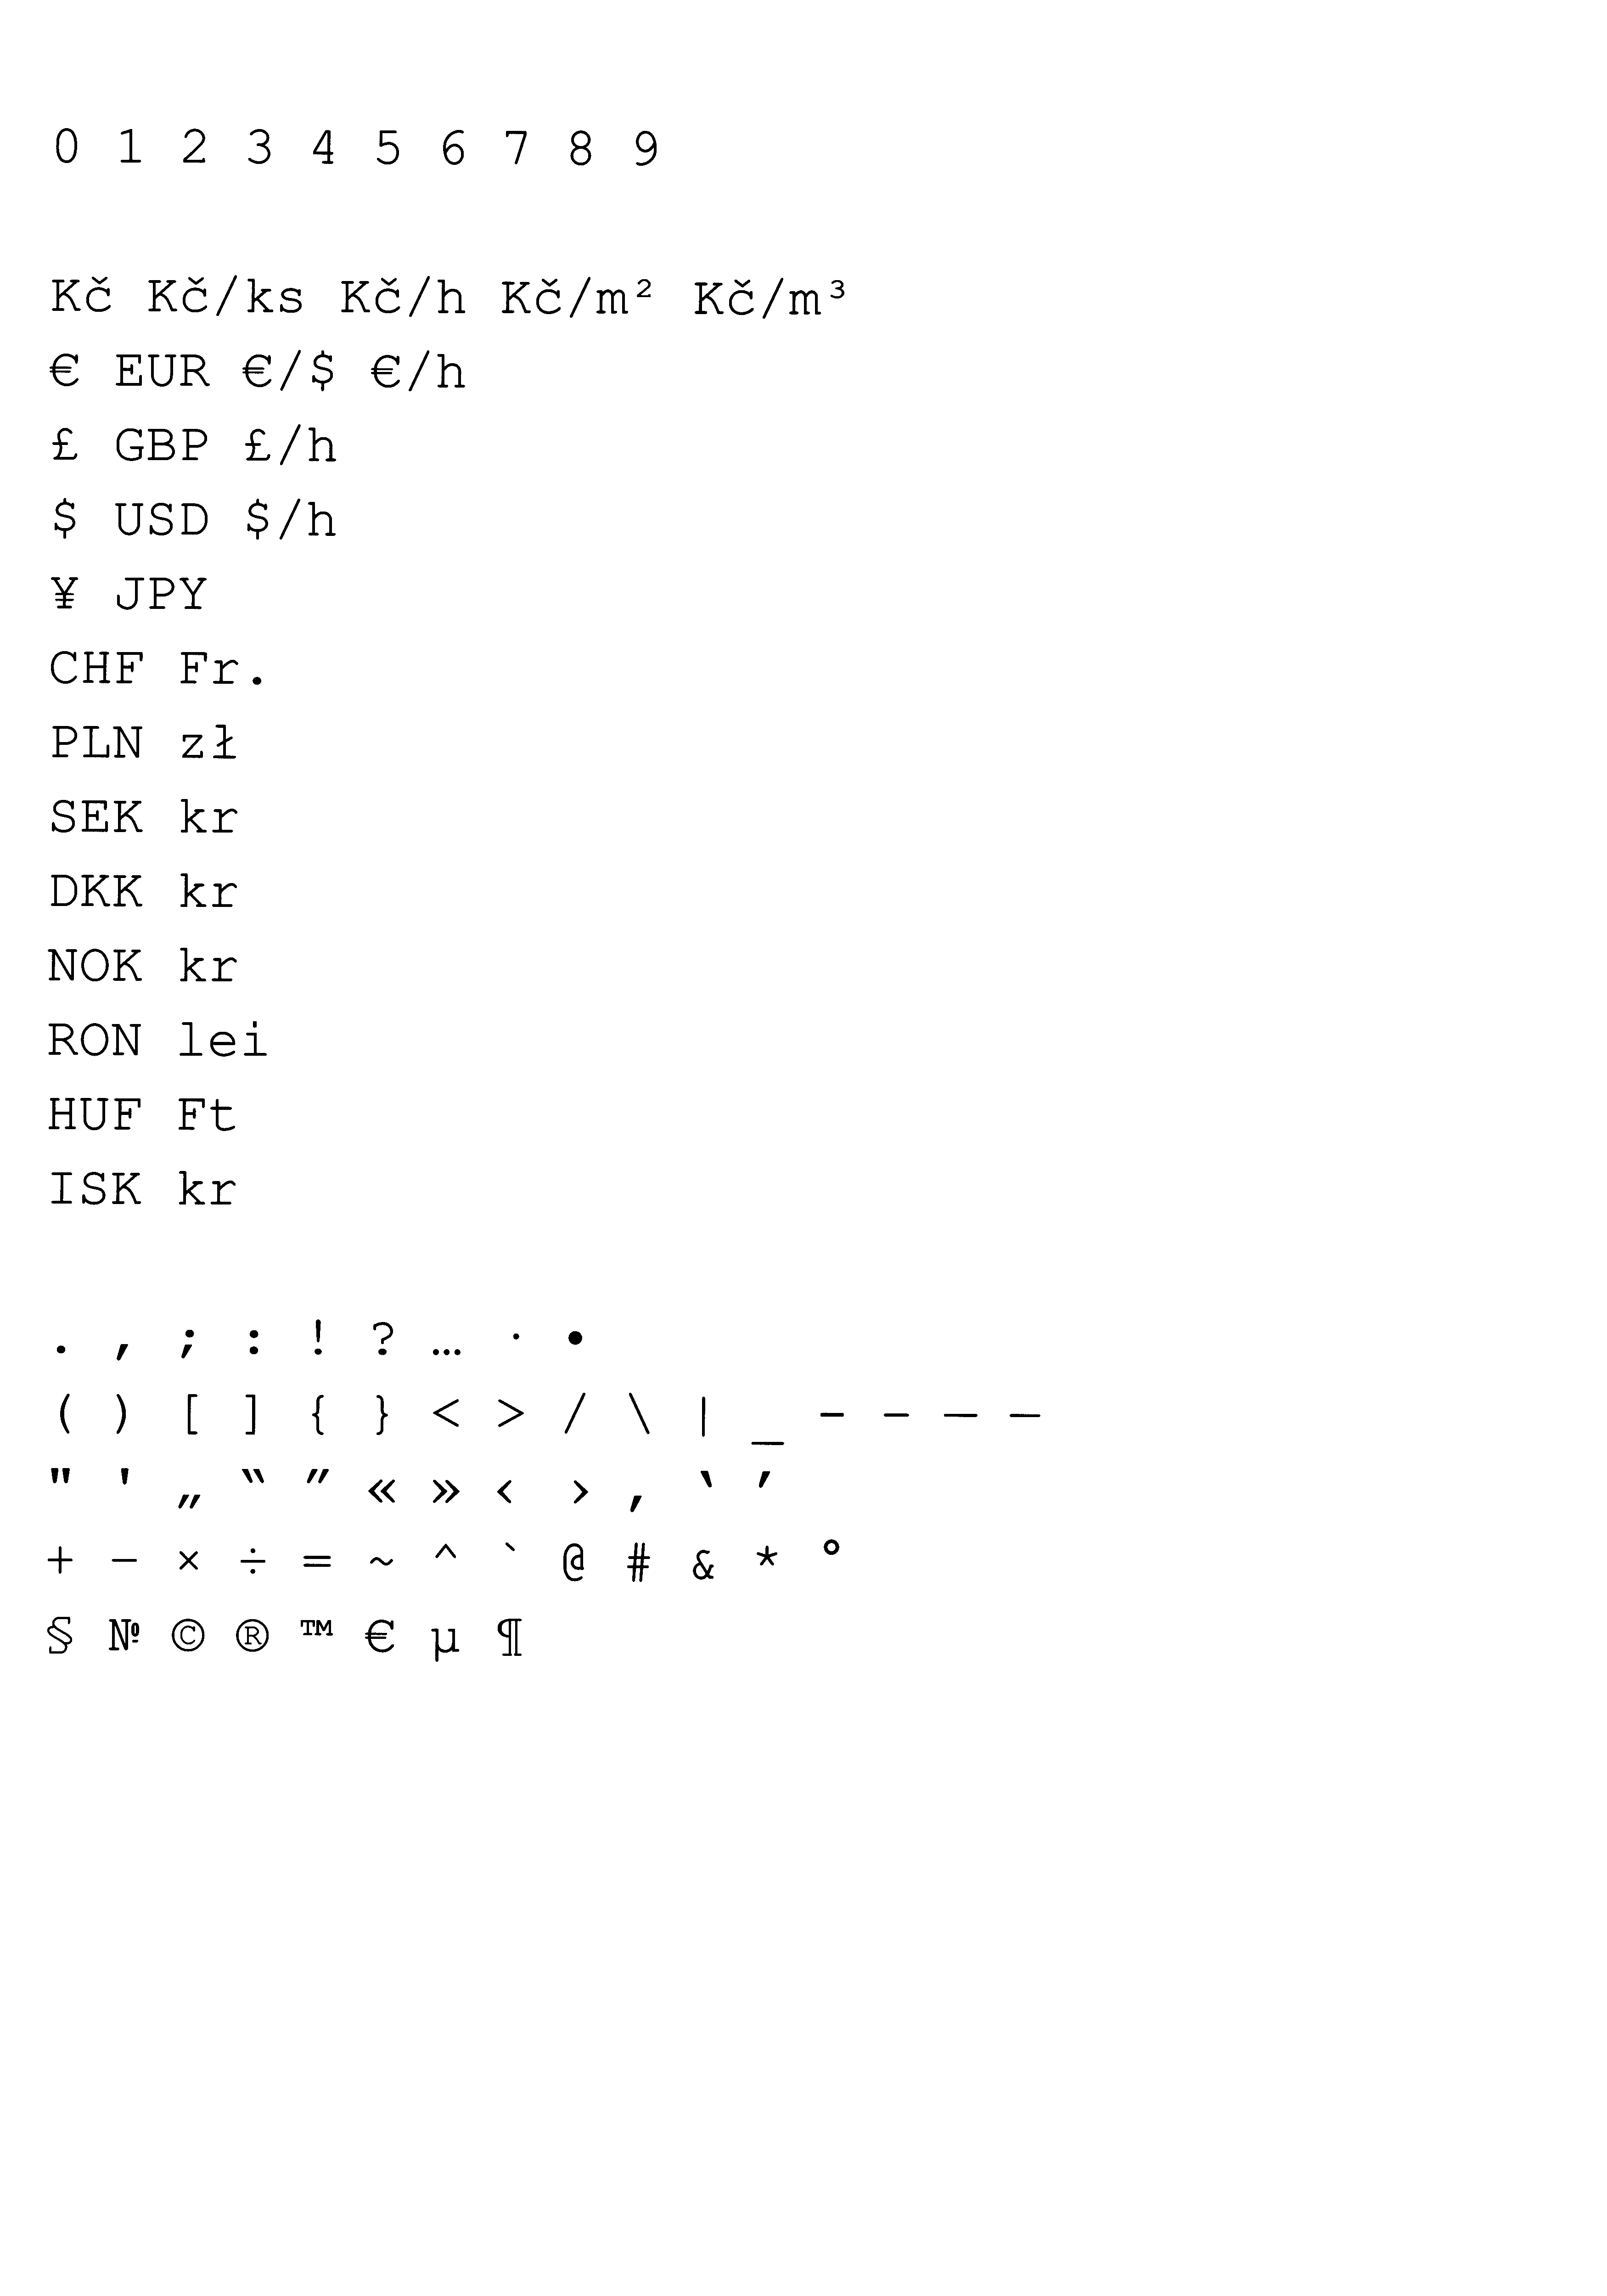 0 1 2 3 4 5 6 7 8 9
Kč Kč/ks Kč/h Kč/m² Kč/m³
€ EUR €/$ €/h
£ GBP £/h
$ USD $/h
¥ JPY
CHF Fr.
PLN zł
SEK kr
DKK kr
NOK kr
RON lei
HUF Ft
ISK kr
. , ; : ! ? … · •
( ) [ ] { } < > / \ | _ - - – —
" ' „ “ ” « » ‹ › ‚ ‘ ’
+ − × ÷ = ~ ^ ` @ # & * °
§ № © ® ™ € µ ¶